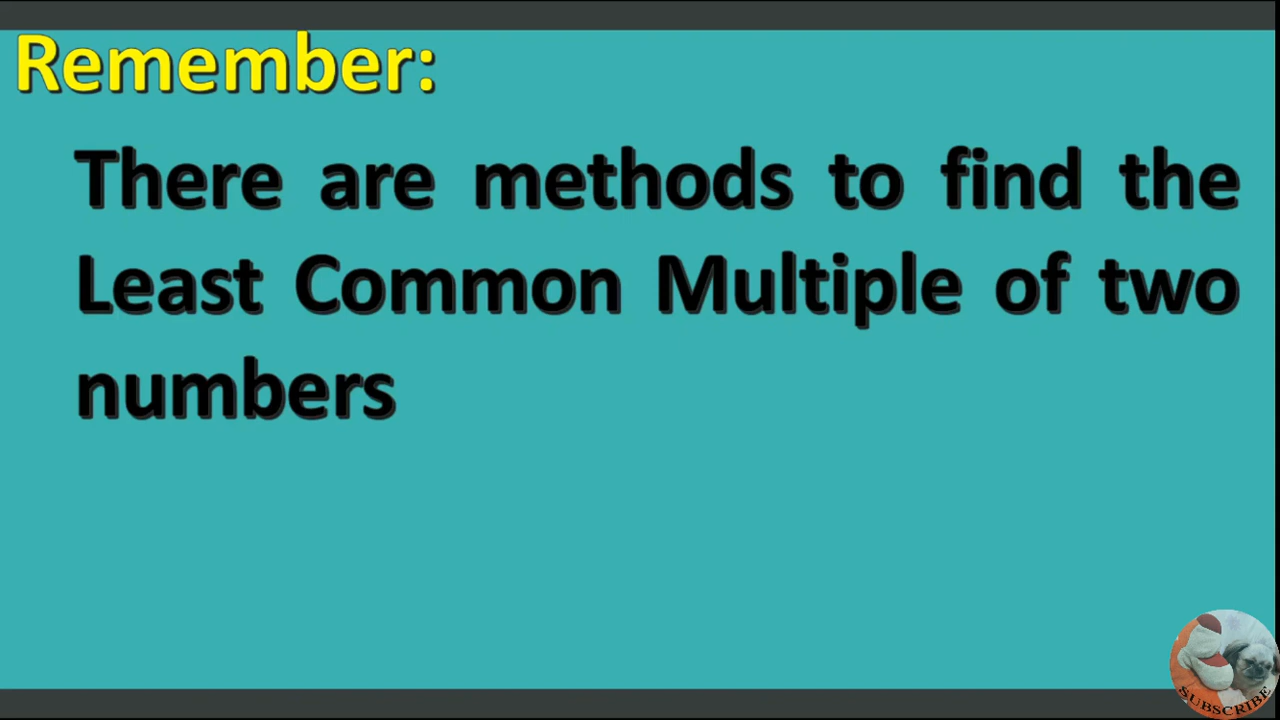 Remember:
There are methods to find the
Least Common Multiple of two
numbers
SUBSCRIBE